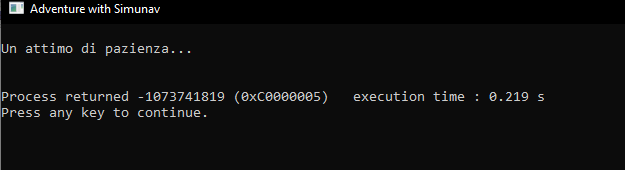 Adventure with Simunav
Un attimo di pazienza...
Process returned -1073741819 (0xC0000005)   execution time : 0.219 s
Press any key to continue.